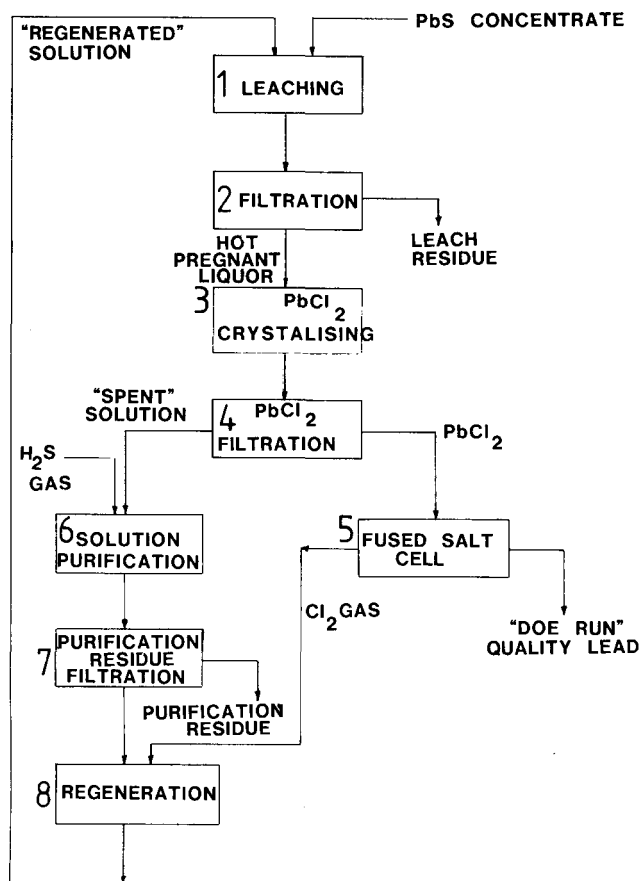 "REGENERATED"
SOLUTION
PbS CONCENTRATE
1 LEACHING
2 FILTRATION
LEACH
RESIDUE
HOT
PREGNANT
LIQUOR
3 PbCl2
CRYSTALISING
"SPENT"
SOLUTION
4 PbCl2
FILTRATION
PbCl2
H2S
GAS
6 SOLUTION
PURIFICATION
5 FUSED SALT
CELL
Cl2 GAS
"DOE RUN"
QUALITY LEAD
7 PURIFICATION
RESIDUE
FILTRATION
PURIFICATION
RESIDUE
8 REGENERATION